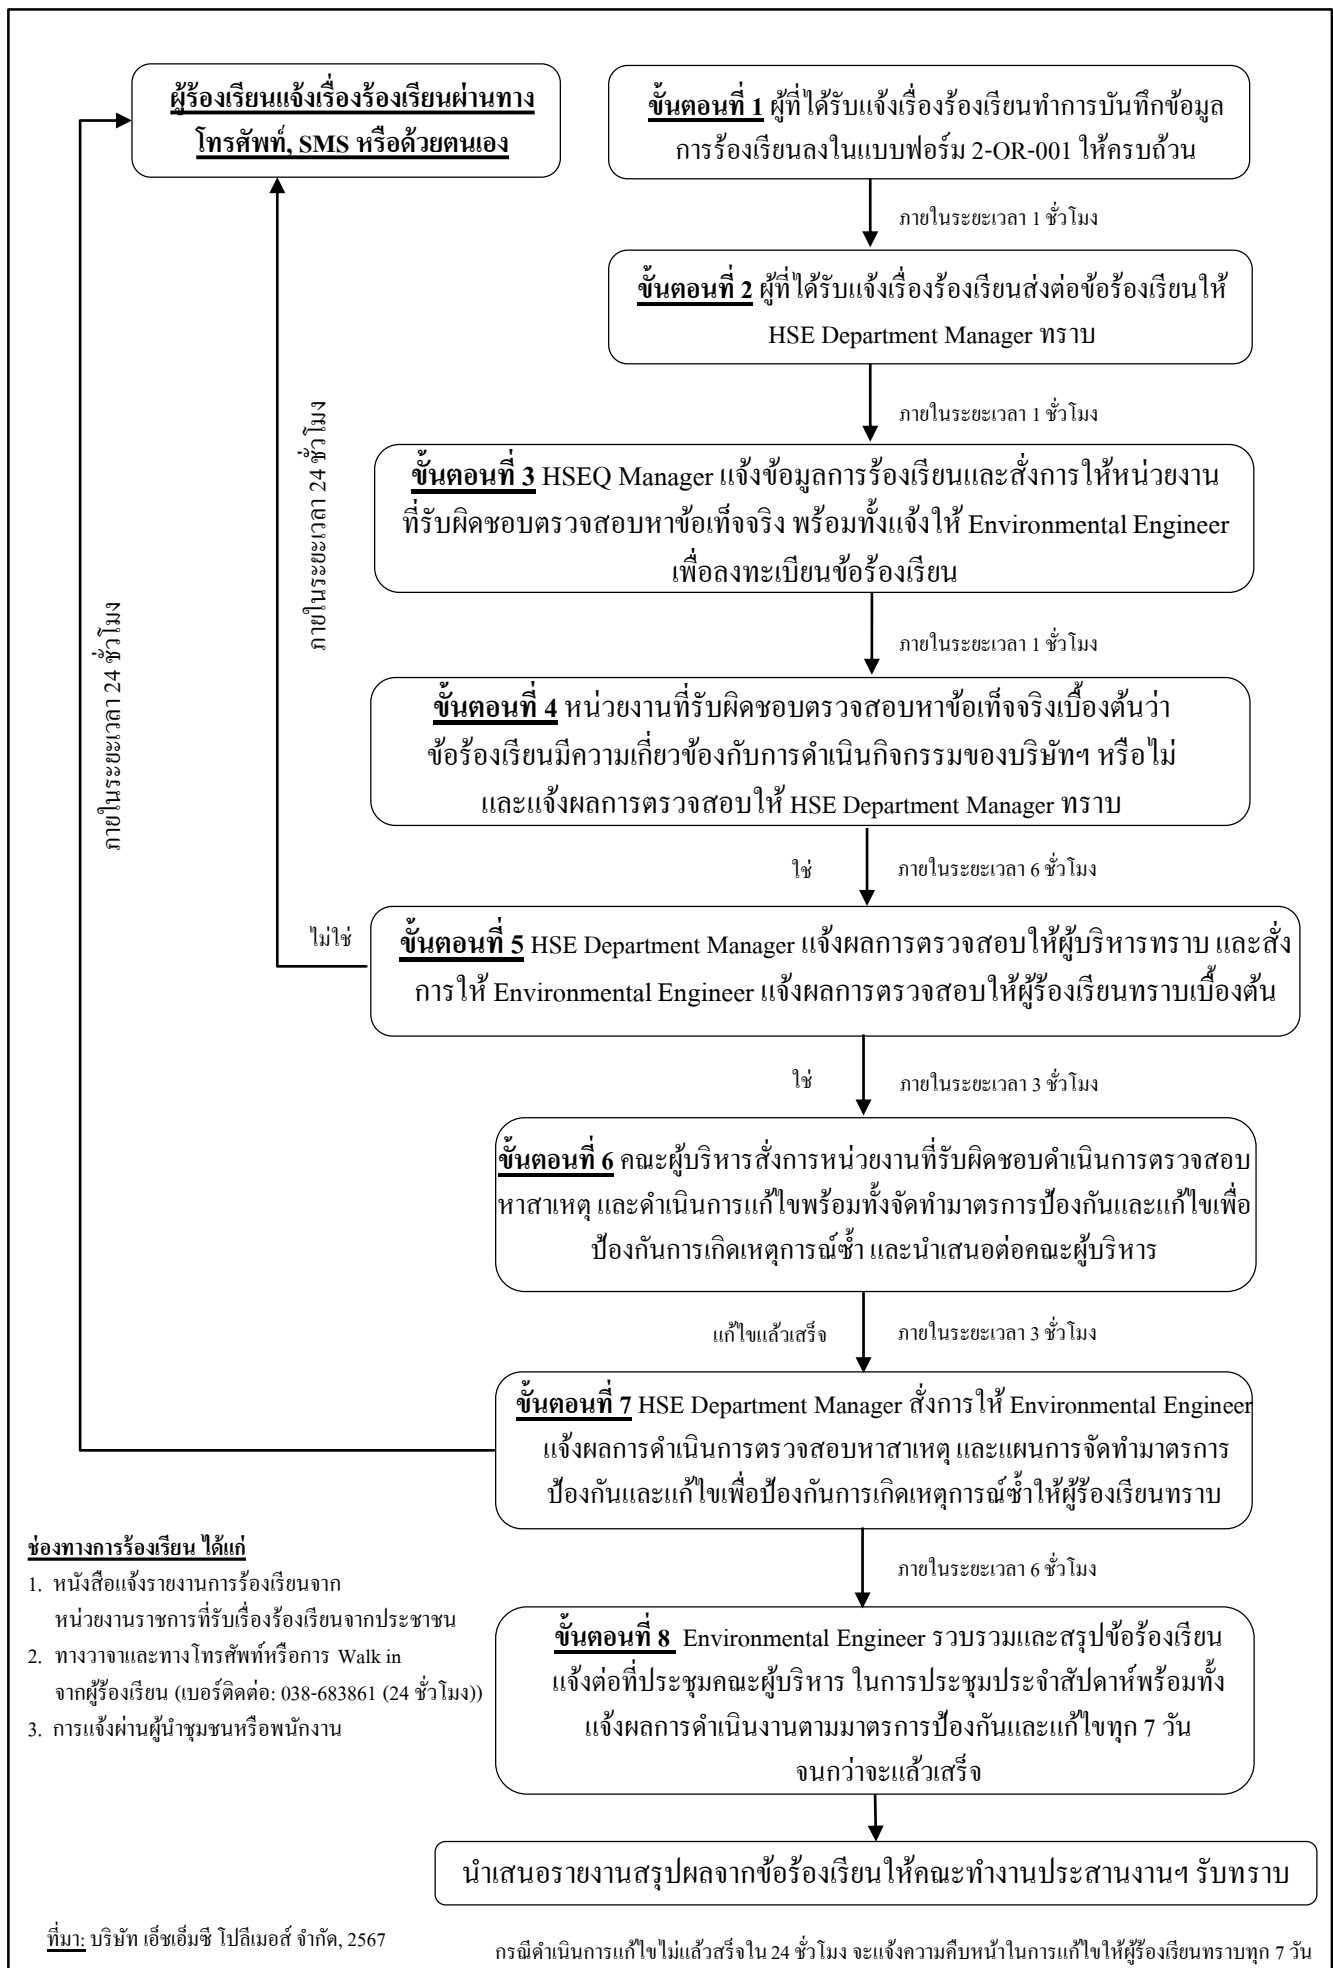 ผู้ร้องเรียนแจ้งเรื่องร้องเรียนผ่านทาง
โทรศัพท์, SMS หรือด้วยตนเอง
ขั้นตอนที่ 1 ผู้ที่ได้รับแจ้งเรื่องร้องเรียนทำการบันทึกข้อมูล
การร้องเรียนลงในแบบฟอร์ม 2-OR-001 ให้ครบถ้วน
ภายในระยะเวลา 1 ชั่วโมง
ขั้นตอนที่ 2 ผู้ที่ได้รับแจ้งเรื่องร้องเรียนส่งต่อข้อร้องเรียนให้
HSE Department Manager ทราบ
ภายในระยะเวลา 1 ชั่วโมง
ขั้นตอนที่ 3 HSEQ Manager แจ้งข้อมูลการร้องเรียนและสั่งการให้หน่วยงาน
ที่รับผิดชอบตรวจสอบหาข้อเท็จจริง พร้อมทั้งแจ้งให้ Environmental Engineer
เพื่อลงทะเบียนข้อร้องเรียน
ภายในระยะเวลา 24 ชั่วโมง
ภายในระยะเวลา 24 ชั่วโมง
ภายในระยะเวลา 1 ชั่วโมง
ขั้นตอนที่ 4 หน่วยงานที่รับผิดชอบตรวจสอบหาข้อเท็จจริงเบื้องต้นว่า
ข้อร้องเรียนมีความเกี่ยวข้องกับการดำเนินกิจกรรมของบริษัทฯ หรือไม่
และแจ้งผลการตรวจสอบให้ HSE Department Manager ทราบ
ใช่
ภายในระยะเวลา 6 ชั่วโมง
ไม่ใช่
ขั้นตอนที่ 5 HSE Department Manager แจ้งผลการตรวจสอบให้ผู้บริหารทราบ และสั่ง
การให้ Environmental Engineer แจ้งผลการตรวจสอบให้ผู้ร้องเรียนทราบเบื้องต้น
ใช่
ภายในระยะเวลา 3 ชั่วโมง
ขั้นตอนที่ 6 คณะผู้บริหารสั่งการหน่วยงานที่รับผิดชอบดำเนินการตรวจสอบ
หาสาเหตุ และดำเนินการแก้ไขพร้อมทั้งจัดทำมาตรการป้องกันและแก้ไขเพื่อ
ป้องกันการเกิดเหตุการณ์ซ้ำ และนำเสนอต่อคณะผู้บริหาร
แก้ไขแล้วเสร็จ
ภายในระยะเวลา 3 ชั่วโมง
ขั้นตอนที่ 7 HSE Department Manager สั่งการให้ Environmental Engineer
แจ้งผลการดำเนินการตรวจสอบหาสาเหตุ และแผนการจัดทำมาตรการ
ป้องกันและแก้ไขเพื่อป้องกันการเกิดเหตุการณ์ซ้ำให้ผู้ร้องเรียนทราบ
ภายในระยะเวลา 6 ชั่วโมง
ช่องทางการร้องเรียน ได้แก่
1. หนังสือแจ้งรายงานการร้องเรียนจาก
หน่วยงานราชการที่รับเรื่องร้องเรียนจากประชาชน
2. ทางวาจาและทางโทรศัพท์หรือการ Walk in
จากผู้ร้องเรียน (เบอร์ติดต่อ: 038-683861 (24 ชั่วโมง))
3. การแจ้งผ่านผู้นำชุมชนหรือพนักงาน
ขั้นตอนที่ 8 Environmental Engineer รวบรวมและสรุปข้อร้องเรียน
แจ้งต่อที่ประชุมคณะผู้บริหาร ในการประชุมประจำสัปดาห์พร้อมทั้ง
แจ้งผลการดำเนินงานตามมาตรการป้องกันและแก้ไขทุก 7 วัน
จนกว่าจะแล้วเสร็จ
นำเสนอรายงานสรุปผลจากข้อร้องเรียนให้คณะทำงานประสานงานฯ รับทราบ
ที่มา: บริษัท เอ็ชเอ็มซี โปลีเมอส์ จำกัด, 2567
กรณีดำเนินการแก้ไขไม่แล้วเสร็จใน 24 ชั่วโมง จะแจ้งความคืบหน้าในการแก้ไขให้ผู้ร้องเรียนทราบทุก 7 วัน